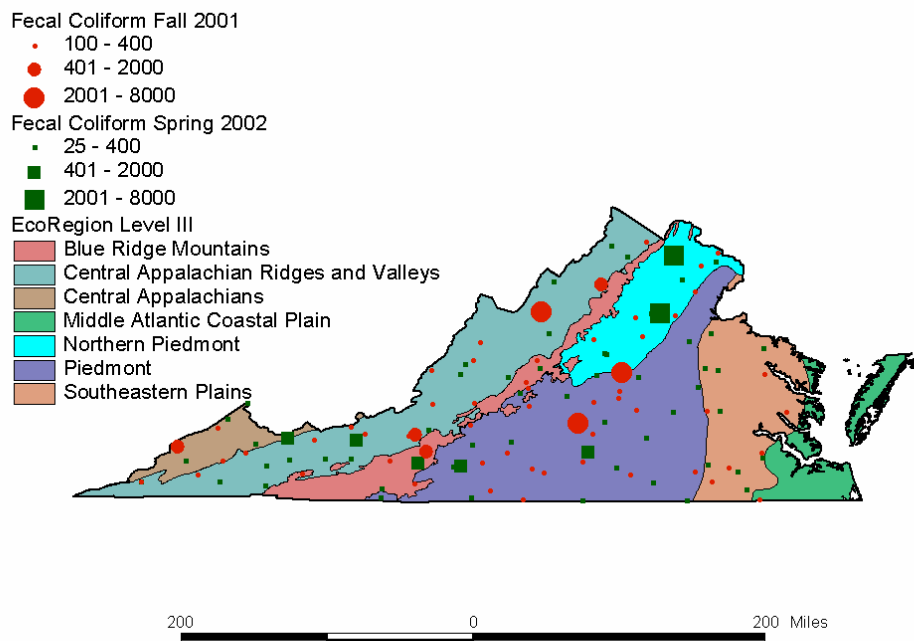 Fecal Coliform Fall 2001
100 - 400
401 - 2000
2001 - 8000
Fecal Coliform Spring 2002
25 - 400
401 - 2000
2001 - 8000
EcoRegion Level III
Blue Ridge Mountains
Central Appalachian Ridges and Valleys
Central Appalachians
Middle Atlantic Coastal Plain
Northern Piedmont
Piedmont
Southeastern Plains
200 0 200 Miles